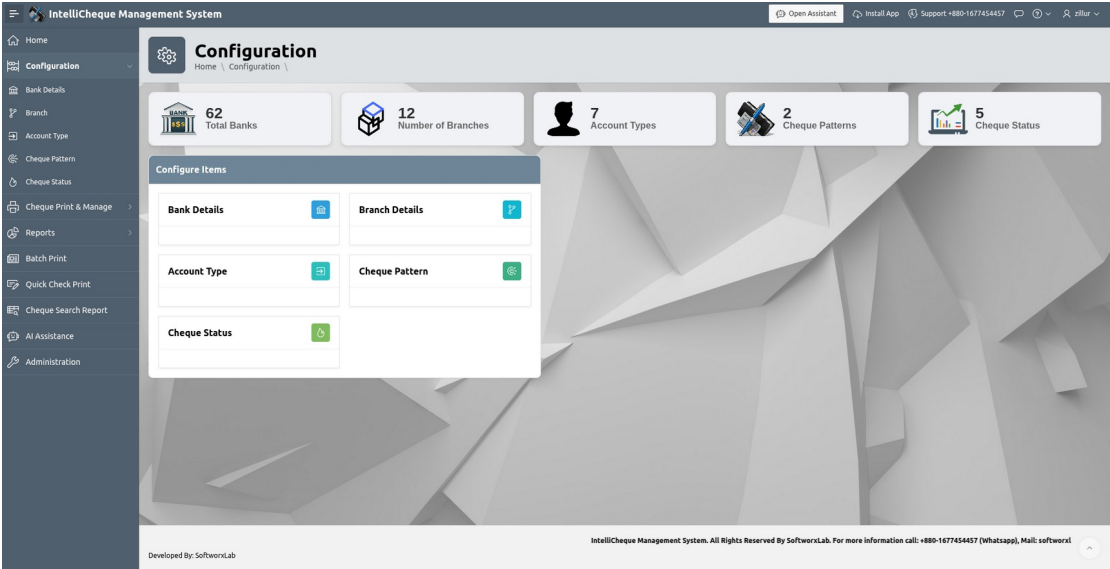 IntelliCheque Management System
Open Assistant
Install App
Support +880-1677454457
zillur
Home
Configuration
Bank Details
Branch
Account Type
Cheque Pattern
Cheque Status
Cheque Print & Manage
Reports
Batch Print
Quick Check Print
Cheque Search Report
AI Assistance
Administration
Configuration
Home \ Configuration \
BANK
$$$
62
Total Banks
12
Number of Branches
7
Account Types
2
Cheque Patterns
5
Cheque Status
Configure Items
Bank Details
Branch Details
Account Type
Cheque Pattern
Cheque Status
IntelliCheque Management System. All Rights Reserved By SoftworxLab. For more information call: +880-1677454457 (Whatsapp), Mail: softworxl
Developed By: SoftworxLab